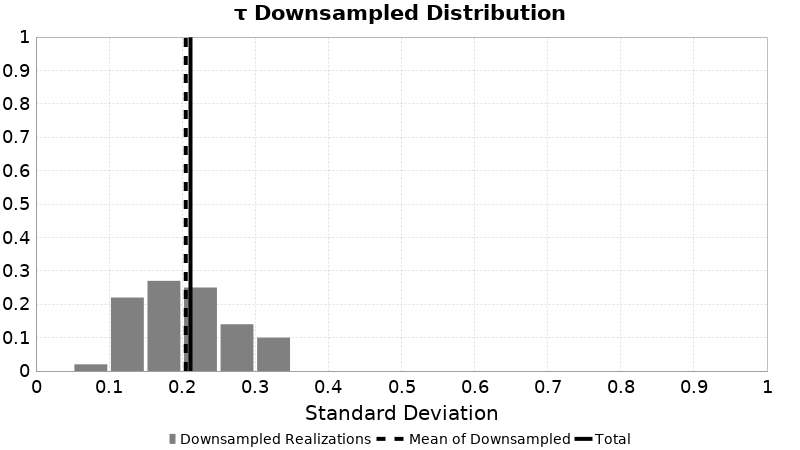 τ Downsampled Distribution
1
0.9
0.8
0.7
0.6
0.5
0.4
0.3
0.2
0.1
0
0 0.1 0.2 0.3 0.4 0.5 0.6 0.7 0.8 0.9 1
Standard Deviation
Downsampled Realizations Mean of Downsampled Total